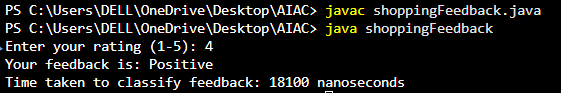 PS C:\Users\DELL\OneDrive\Desktop\AIAC> javac shoppingFeedback.java
PS C:\Users\DELL\OneDrive\Desktop\AIAC> java shoppingFeedback
Enter your rating (1-5): 4
Your feedback is: Positive
Time taken to classify feedback: 18100 nanoseconds